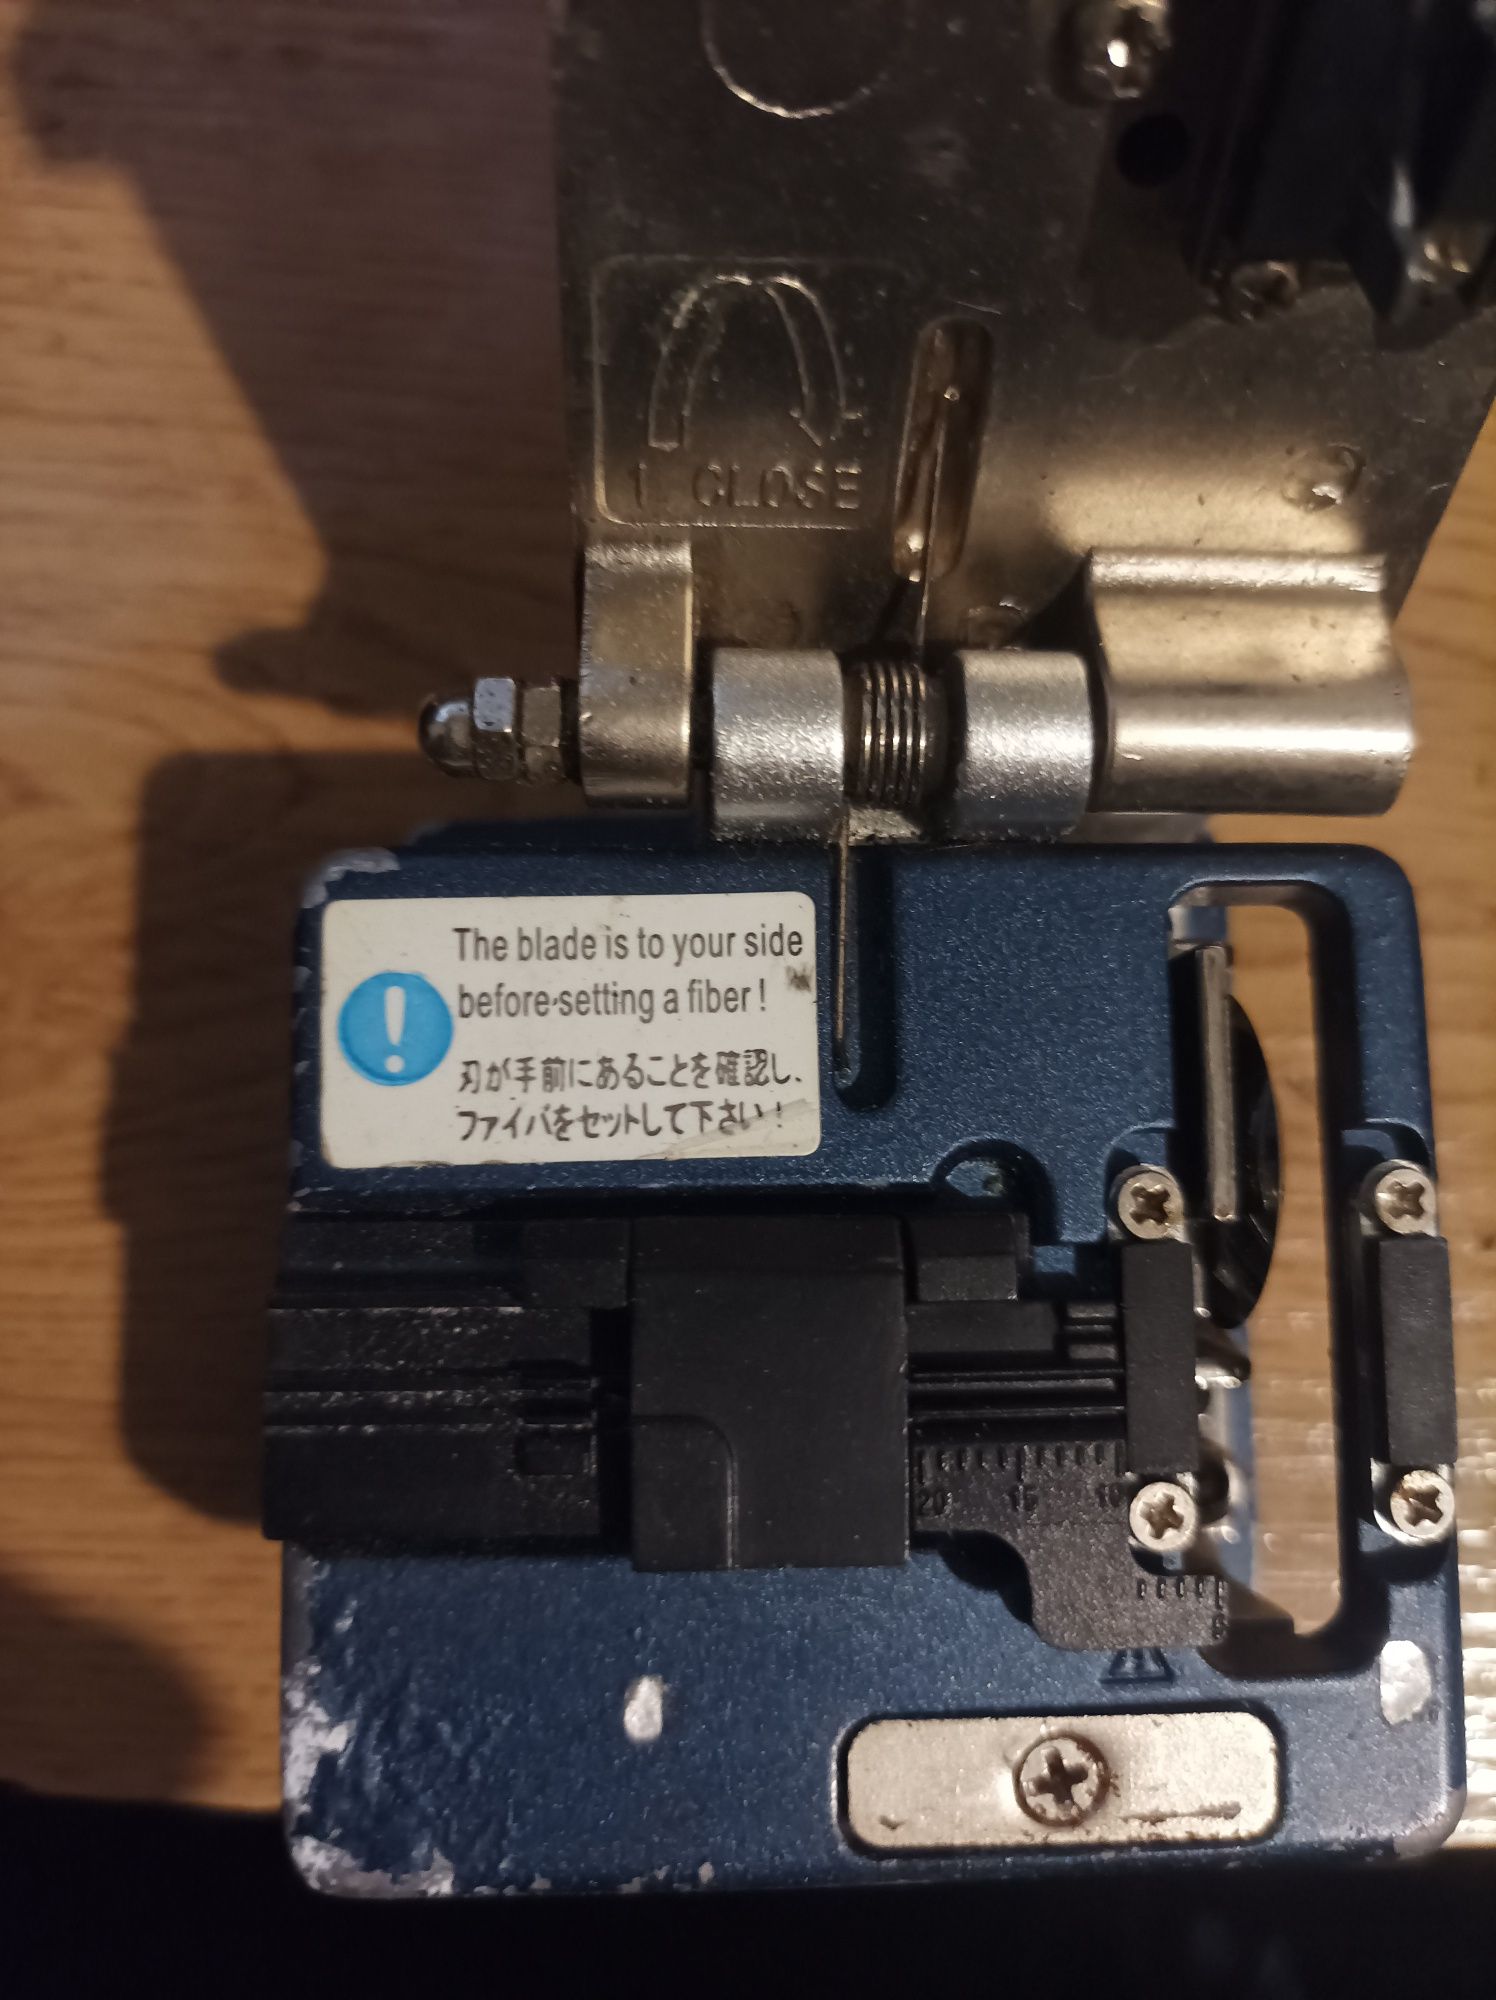 1. CLOSE
The blade is to your side
before setting a fiber !
刃が手前にあることを確認し、
ファイバをセットして下さい!
20 15 10